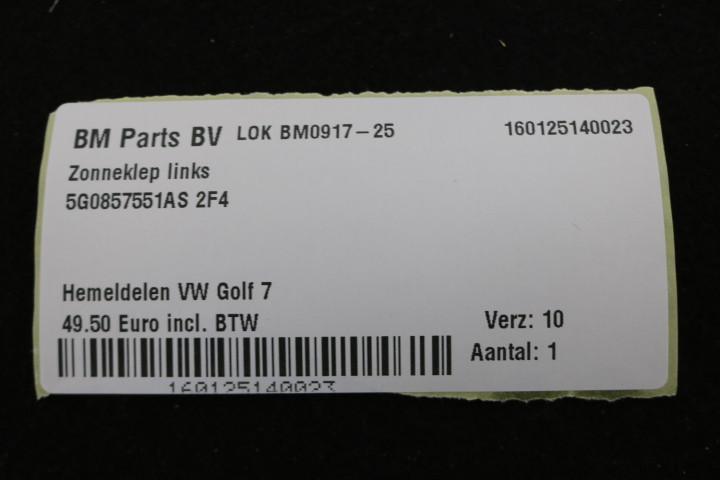 BM Parts BV LOK BM0917-25 160125140023
Zonneklep links
5G0857551AS 2F4
Hemeldelen VW Golf 7
49.50 Euro incl. BTW Verz: 10
Aantal: 1
160125140023